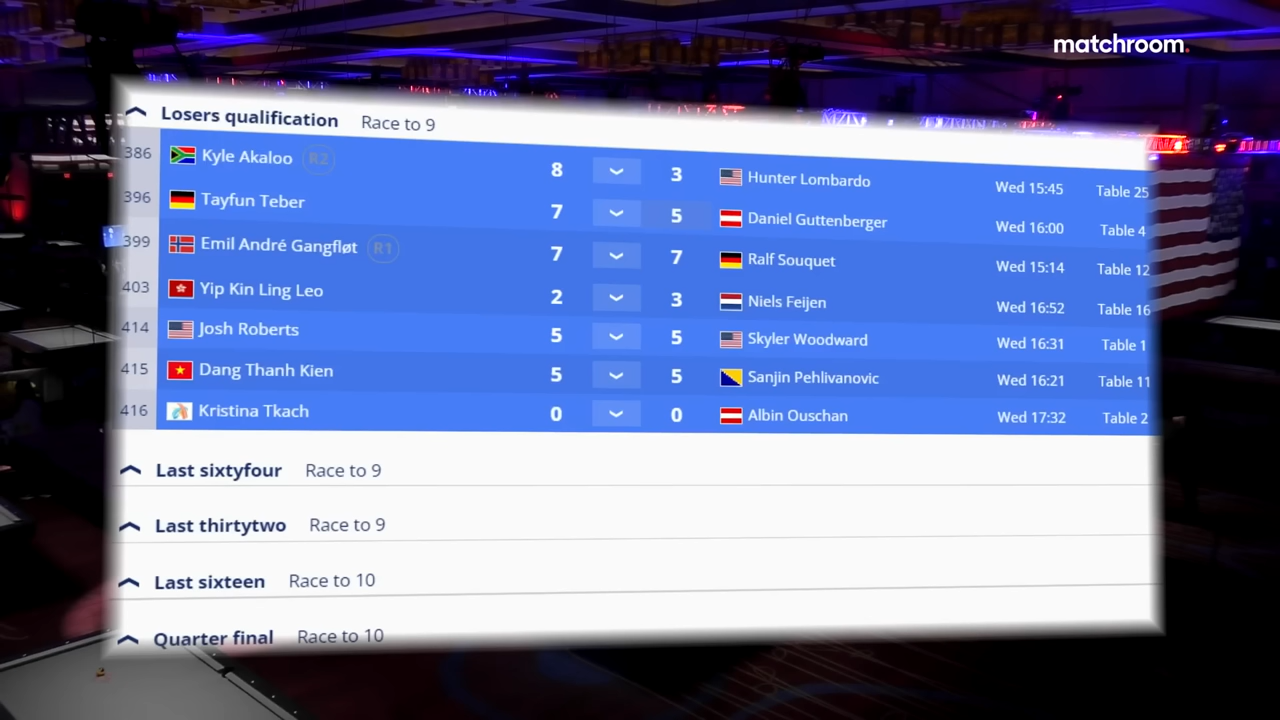 matchroom.
Losers qualification Race to 9
386 Kyle Akaloo R2 8 3 Hunter Lombardo Wed 15:45 Table 25
396 Tayfun Teber 7 5 Daniel Guttenberger Wed 16:00 Table 4
399 Emil André Gangfløt R1 7 7 Ralf Souquet Wed 15:14 Table 12
403 Yip Kin Ling Leo 2 3 Niels Feijen Wed 16:52 Table 16
414 Josh Roberts 5 5 Skyler Woodward Wed 16:31 Table 1
415 Dang Thanh Kien 5 5 Sanjin Pehlivanovic Wed 16:21 Table 11
416 Kristina Tkach 0 0 Albin Ouschan Wed 17:32 Table 2
Last sixtyfour Race to 9
Last thirtytwo Race to 9
Last sixteen Race to 10
Quarter final Race to 10